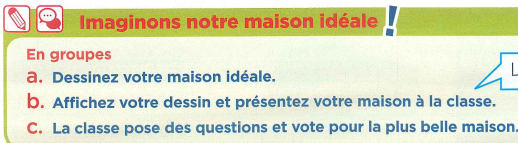 Imaginons notre maison idéale !
En groupes
a. Dessinez votre maison idéale.
b. Affichez votre dessin et présentez votre maison à la classe.
c. La classe pose des questions et vote pour la plus belle maison.